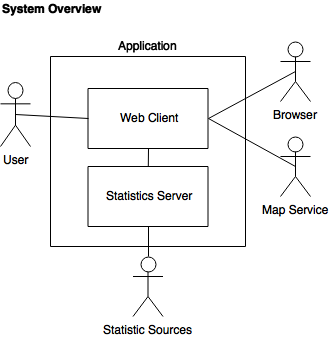 System Overview
Application
Web Client
Browser
User
Statistics Server
Map Service
Statistic Sources